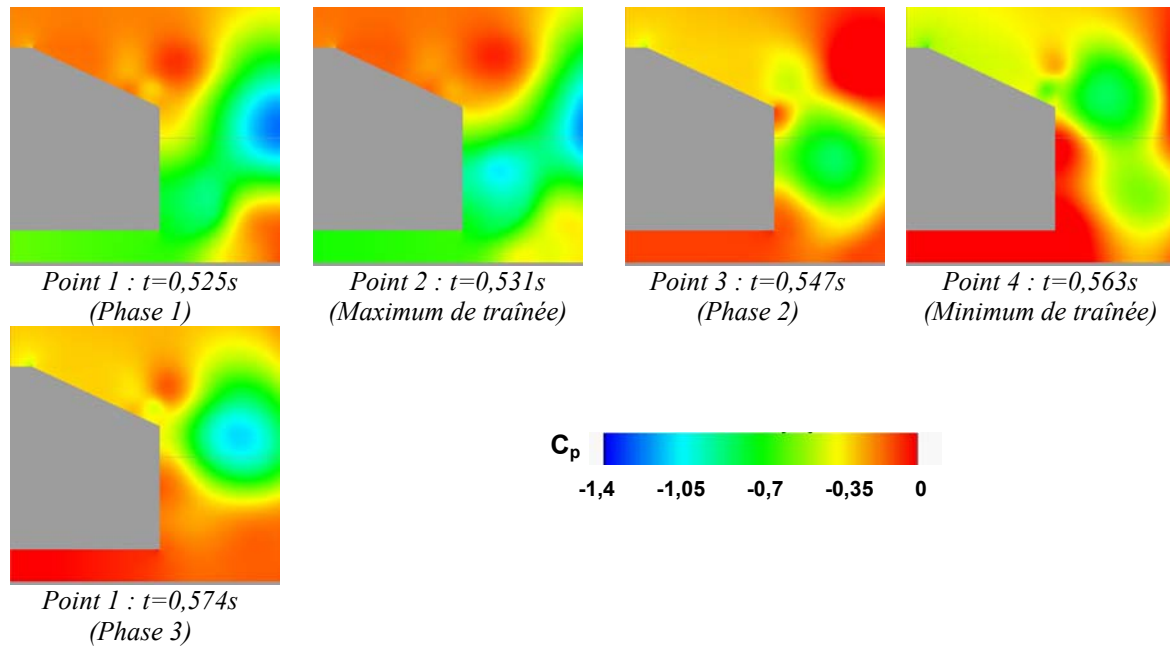 Point 1 : t=0,525s
(Phase 1)
Point 2 : t=0,531s
(Maximum de traînée)
Point 3 : t=0,547s
(Phase 2)
Point 4 : t=0,563s
(Minimum de traînée)
Point 1 : t=0,574s
(Phase 3)
Cp
-1,4 -1,05 -0,7 -0,35 0